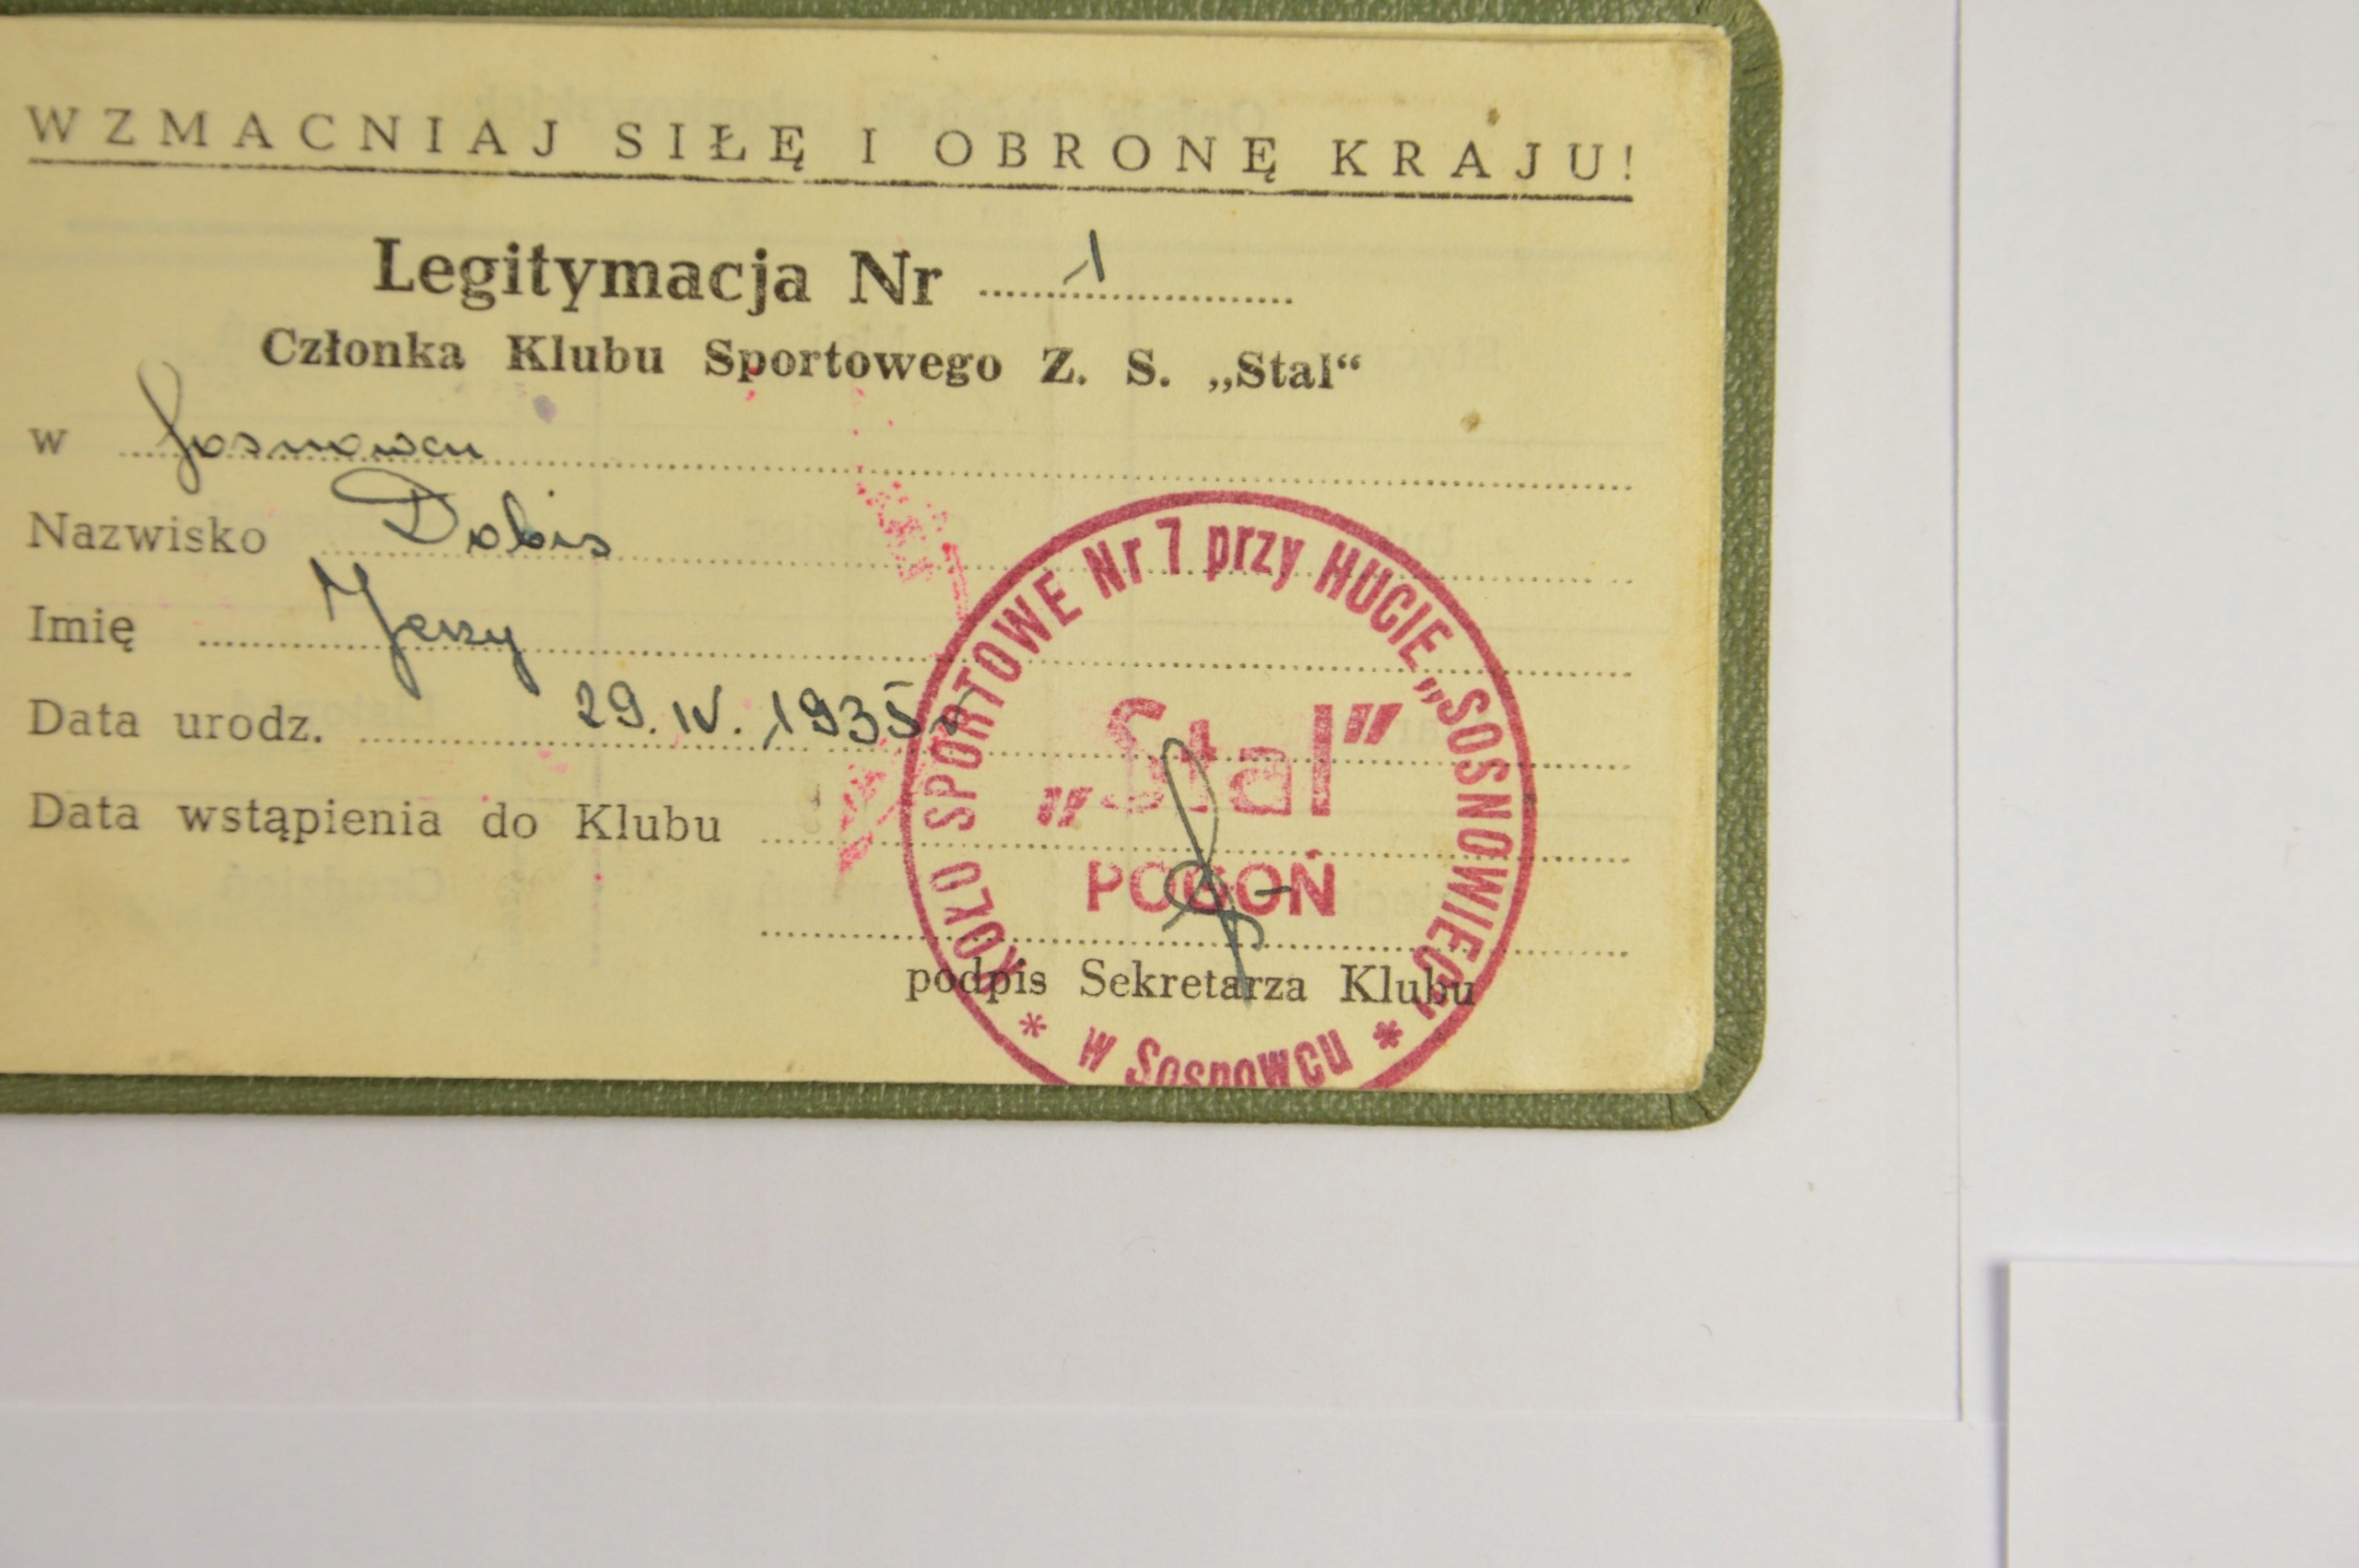 WZMACNIAJ SIŁĘ I OBRONĘ KRAJU!
Legitymacja Nr 1
Członka Klubu Sportowego Z. S. „Stal“
w Sosnowcu
Nazwisko Dobis
Imię Jerzy
Data urodz. 29.IV.1935 r
Data wstąpienia do Klubu
podpis Sekretarza Klubu
KOŁO SPORTOWE Nr 7 przy HUCIE „SOSNOWIEC”
„Stal”
POGOŃ
* w Sosnowcu *